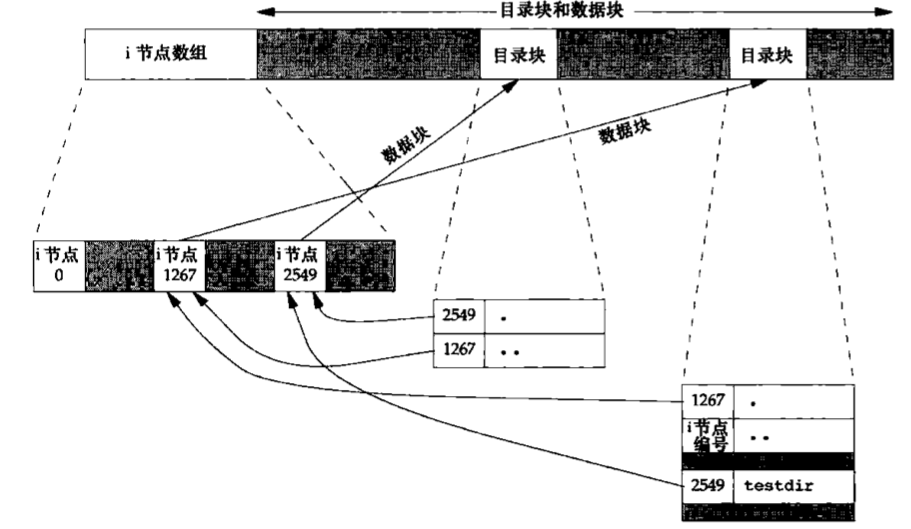 目录块和数据块
i 节点数组
目录块
目录块
数据块
数据块
i 节点
0
i 节点
1267
i 节点
2549
2549 .
1267 ..
1267 .
i 节点
编号 ..
2549 testdir